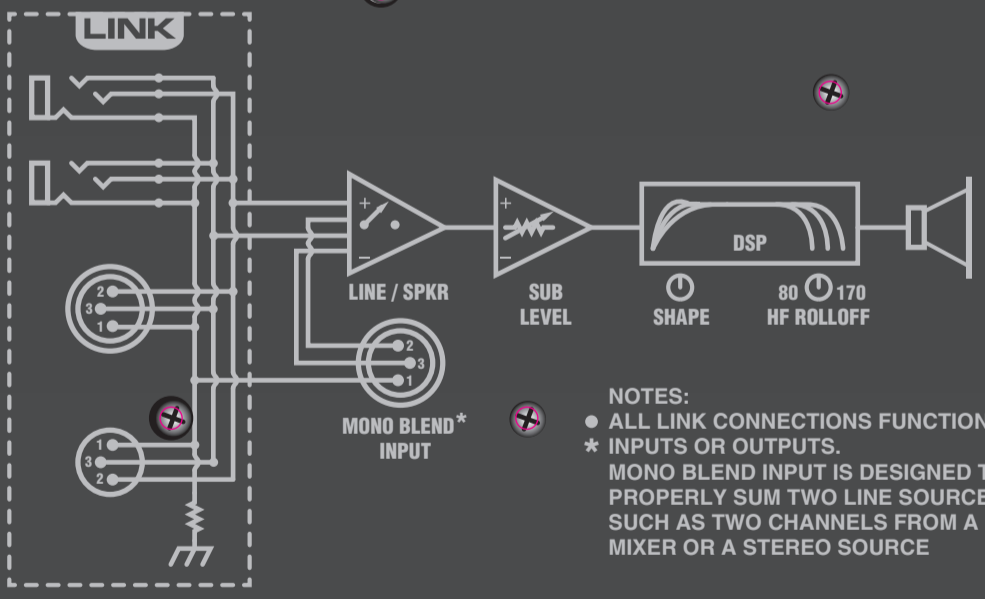 LINK
+
–
LINE / SPKR
+
–
SUB
LEVEL
DSP
SHAPE
80 170
HF ROLLOFF
2
3
1
2
3
1
MONO BLEND*
INPUT
1
3
2
NOTES:
● ALL LINK CONNECTIONS FUNCTION
* INPUTS OR OUTPUTS.
MONO BLEND INPUT IS DESIGNED
PROPERLY SUM TWO LINE
SUCH AS TWO CHANNELS FROM A
MIXER OR A STEREO SOURCE